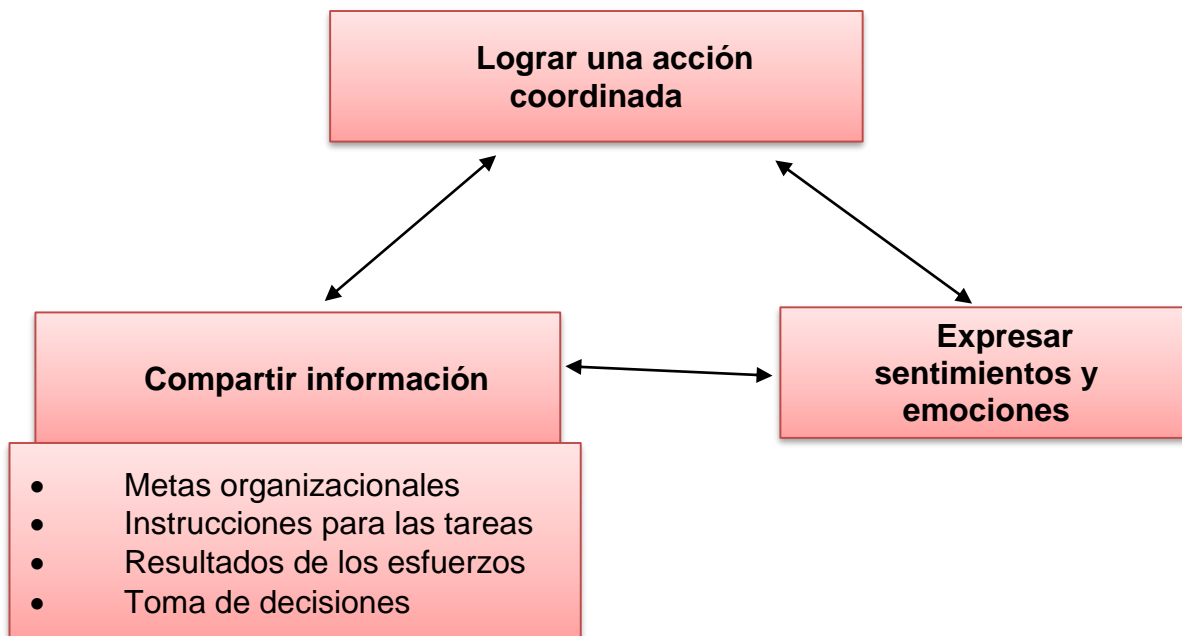 Lograr una acción
coordinada
Compartir información
Expresar
sentimientos y
emociones
• Metas organizacionales
• Instrucciones para las tareas
• Resultados de los esfuerzos
• Toma de decisiones